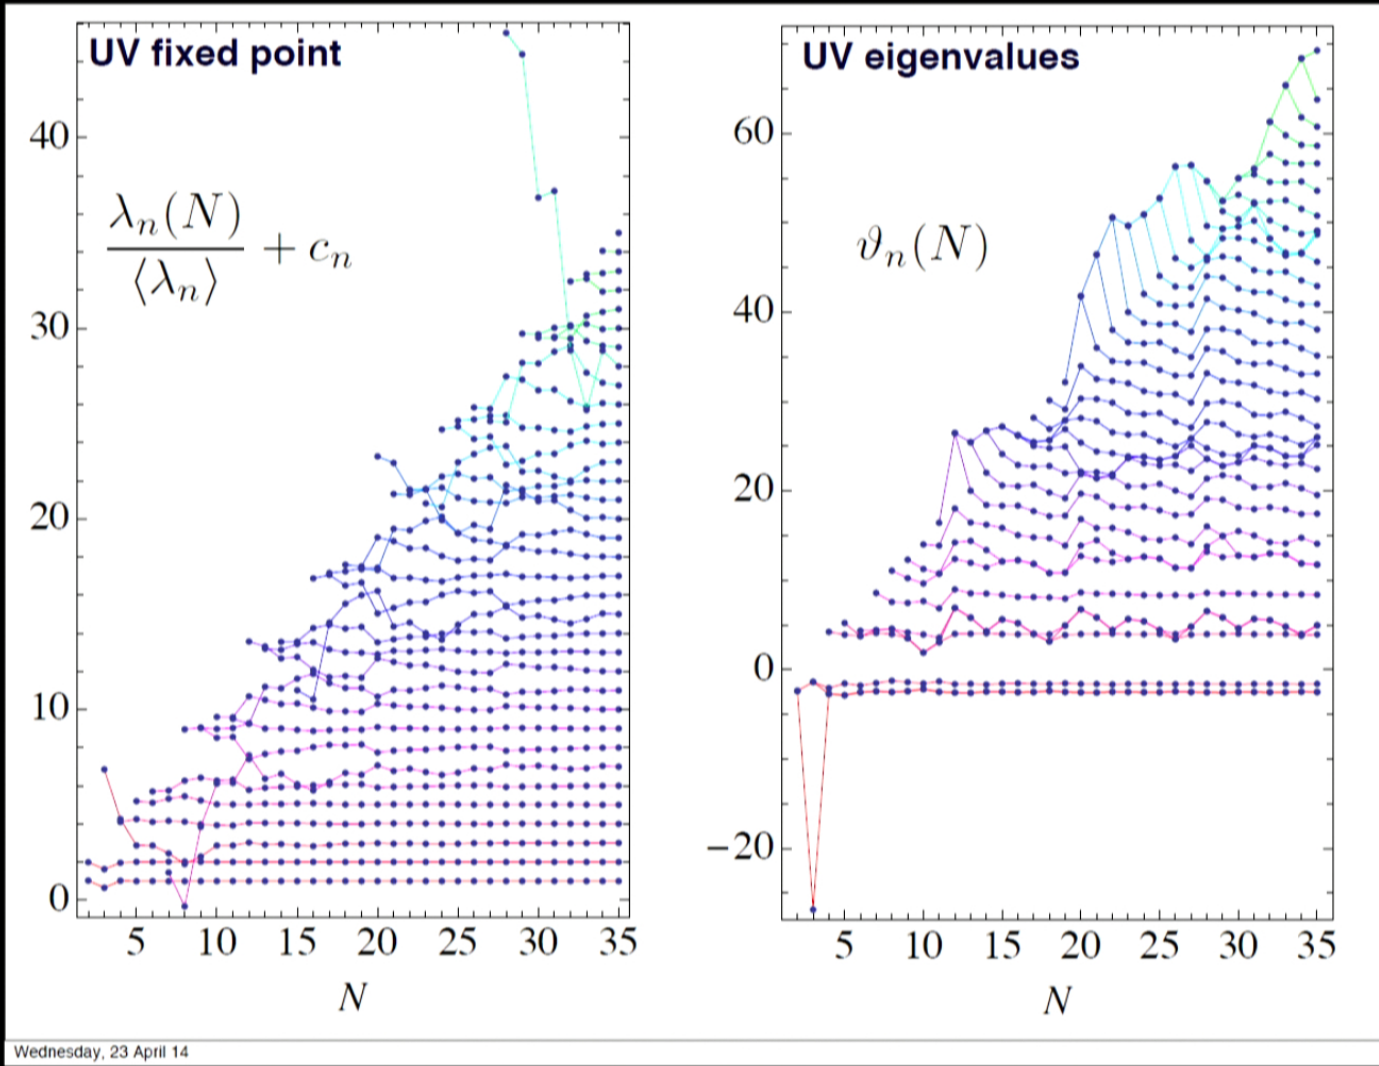 UV fixed point
λₙ(N)
⟨λₙ⟩
+ cₙ
40
30
20
10
0
5 10 15 20 25 30 35
N
UV eigenvalues
ϑₙ(N)
60
40
20
0
−20
5 10 15 20 25 30 35
N
Wednesday, 23 April 14